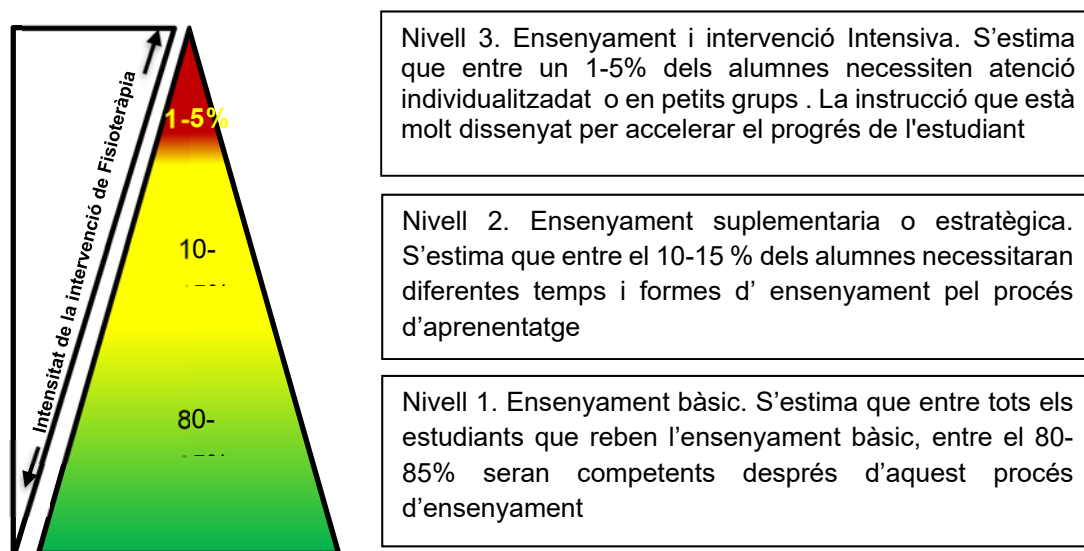 Intensitat de la intervenció de Fisioteràpia
1-5%
10-
80-
Nivell 3. Ensenyament i intervenció Intensiva. S’estima
que entre un 1-5% dels alumnes necessiten atenció
individualitzadat o en petits grups . La instrucció que està
molt dissenyat per accelerar el progrés de l'estudiant
Nivell 2. Ensenyament suplementaria o estratègica.
S’estima que entre el 10-15 % dels alumnes necessitaran
diferentes temps i formes d’ ensenyament pel procés
d’aprenentatge
Nivell 1. Ensenyament bàsic. S’estima que entre tots els
estudiants que reben l’ensenyament bàsic, entre el 80-
85% seran competents després d’aquest procés
d’ensenyament